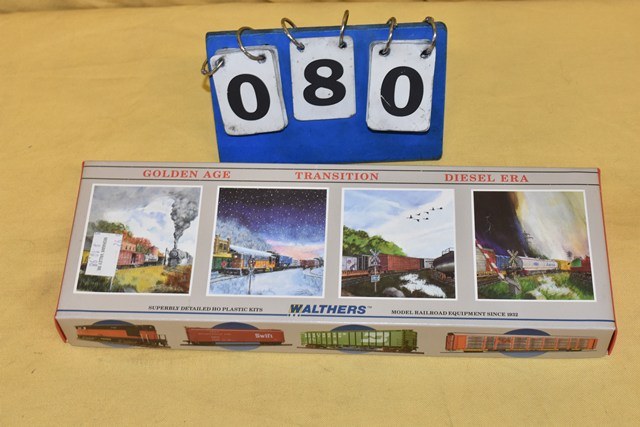 080
GOLDEN AGE TRANSITION DIESEL ERA
SUPERBLY DETAILED HO PLASTIC KITS WALTHERS MODEL RAILROAD EQUIPMENT SINCE 1932
Swift